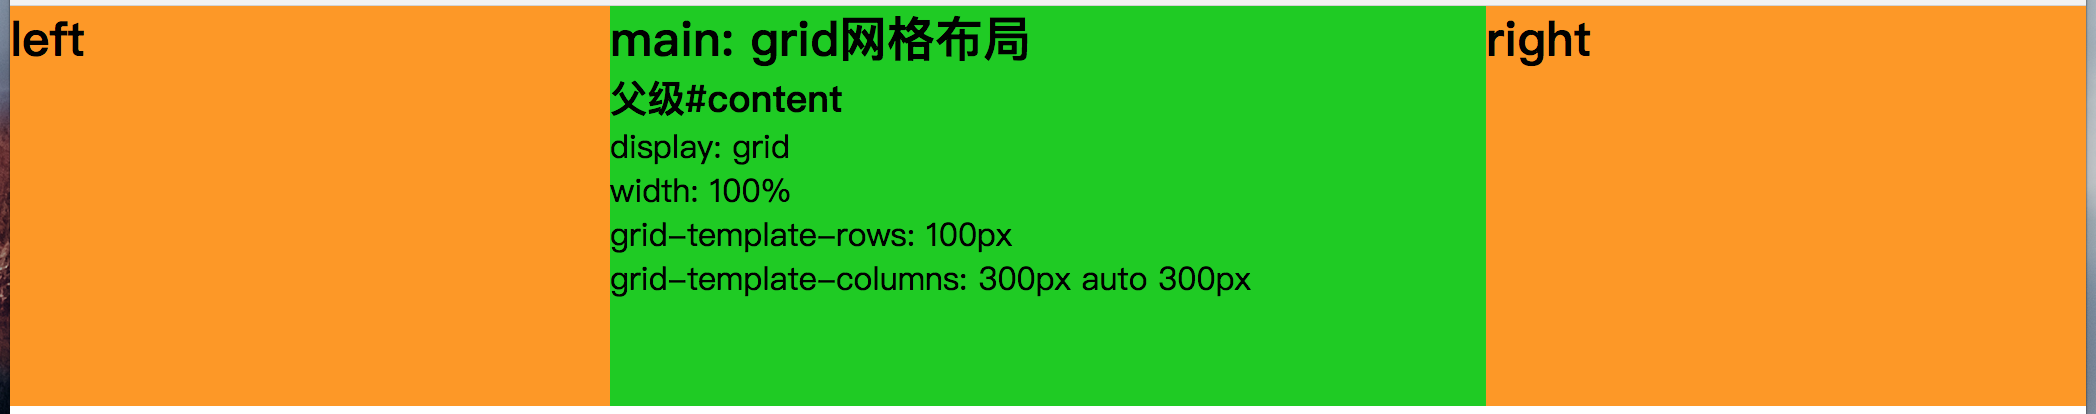 left
main: grid网格布局
父级#content
display: grid
width: 100%
grid-template-rows: 100px
grid-template-columns: 300px auto 300px
right